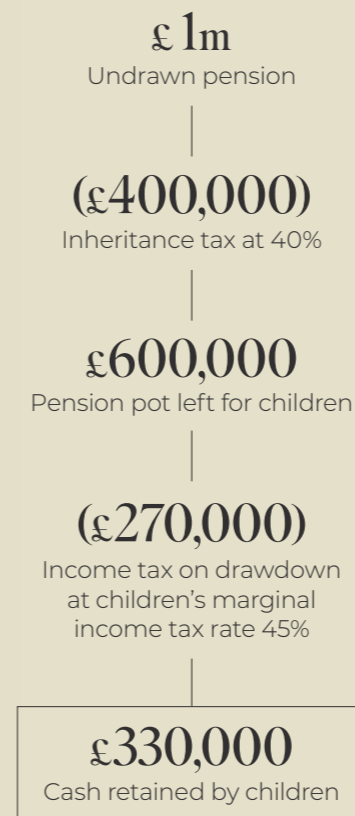 £1m
Undrawn pension
(£400,000)
Inheritance tax at 40%
£600,000
Pension pot left for children
(£270,000)
Income tax on drawdown
at children's marginal
income tax rate 45%
£330,000
Cash retained by children